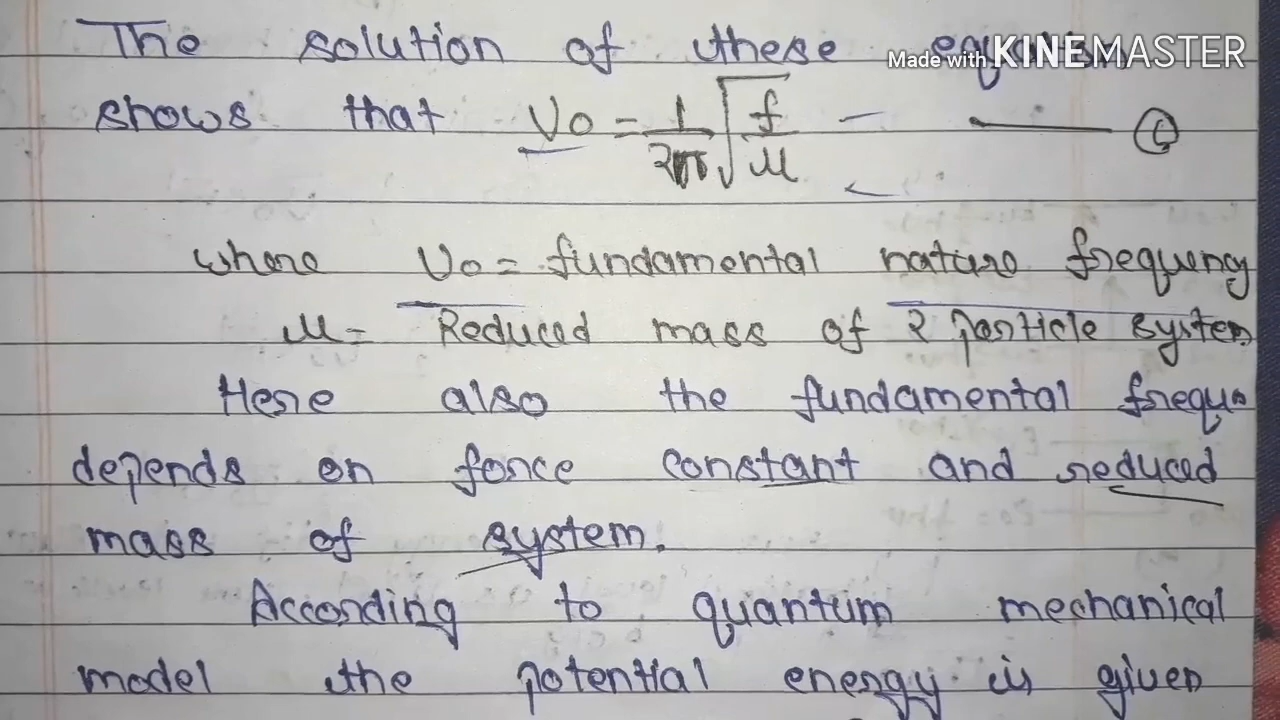 The solution of these
Made with KINEMASTER
shows that ν0 = 1/2π √f/μ — (6)
where ν0 = fundamental nature frequency
μ = Reduced mass of 2 particle system
Here also the fundamental freque
depends on force constant and reduced
mass of system.
According to quantum mechanical
model the potential energy is given